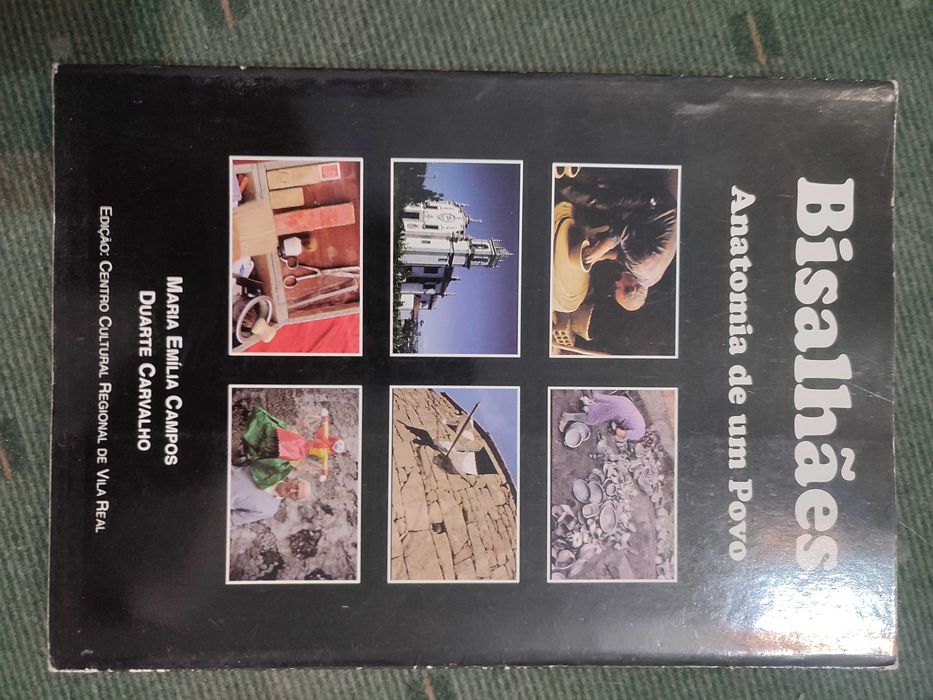 Bisalhães
Anatomia de um Povo
MARIA EMÍLIA CAMPOS
DUARTE CARVALHO
EDIÇÃO: CENTRO CULTURAL REGIONAL DE VILA REAL